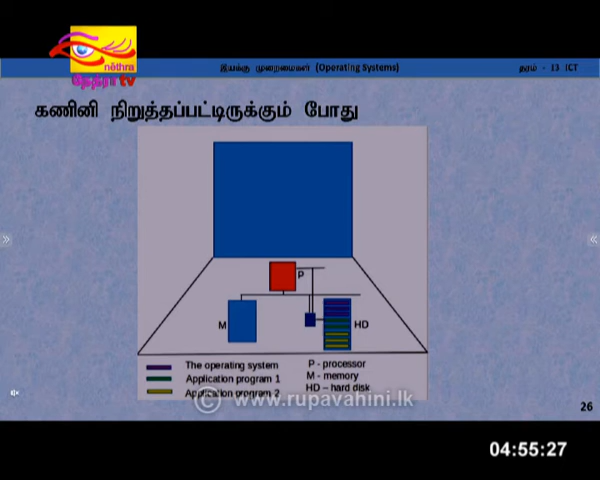 nēthra
நேத்ரா tv
இயக்கு முறைமைகள் (Operating Systems)
தரம் - 13 ICT
கணினி நிறுத்தப்பட்டிருக்கும் போது
P
M
HD
The operating system
P - processor
Application program 1
M - memory
Application program 2
HD – hard disk
© www.rupavahini.lk
26
04:55:27